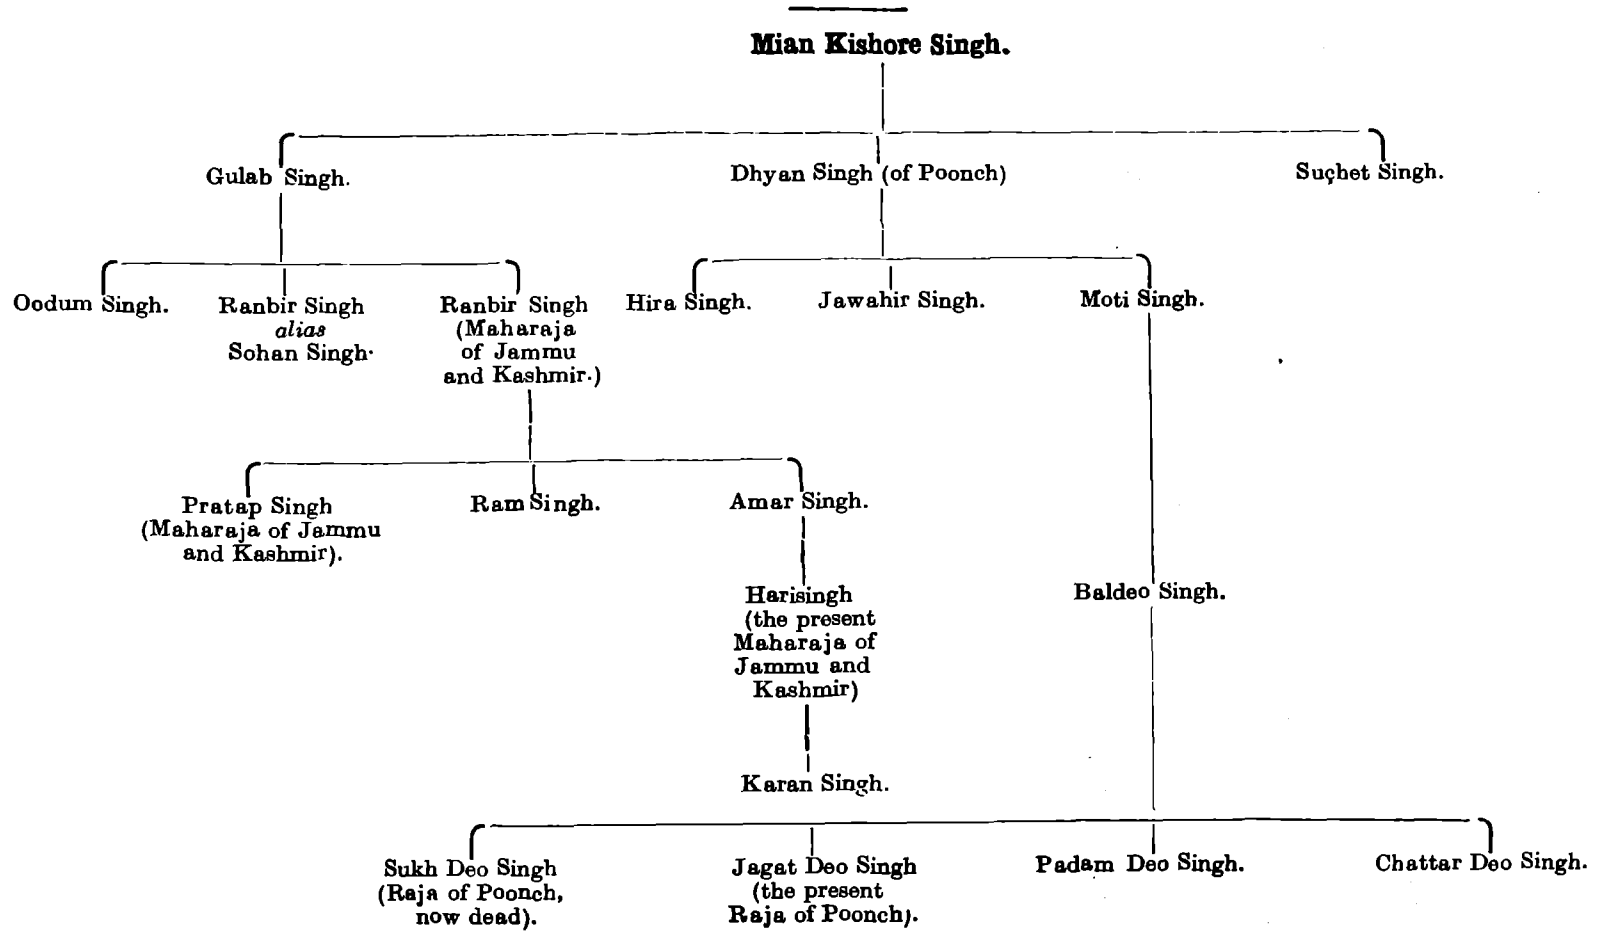 Mian Kishore Singh.
Gulab Singh.
Dhyan Singh (of Poonch)
Suchet Singh.
Oodum Singh.
Ranbir Singh
alias
Sohan Singh.
Ranbir Singh
(Maharaja
of Jammu
and Kashmir.)
Hira Singh.
Jawahir Singh.
Moti Singh.
Pratap Singh
(Maharaja of Jammu
and Kashmir).
Ram Singh.
Amar Singh.
Harisingh
(the present
Maharaja of
Jammu and
Kashmir)
Baldeo Singh.
Karan Singh.
Sukh Deo Singh
(Raja of Poonch,
now dead).
Jagat Deo Singh
(the present
Raja of Poonch).
Padam Deo Singh.
Chattar Deo Singh.